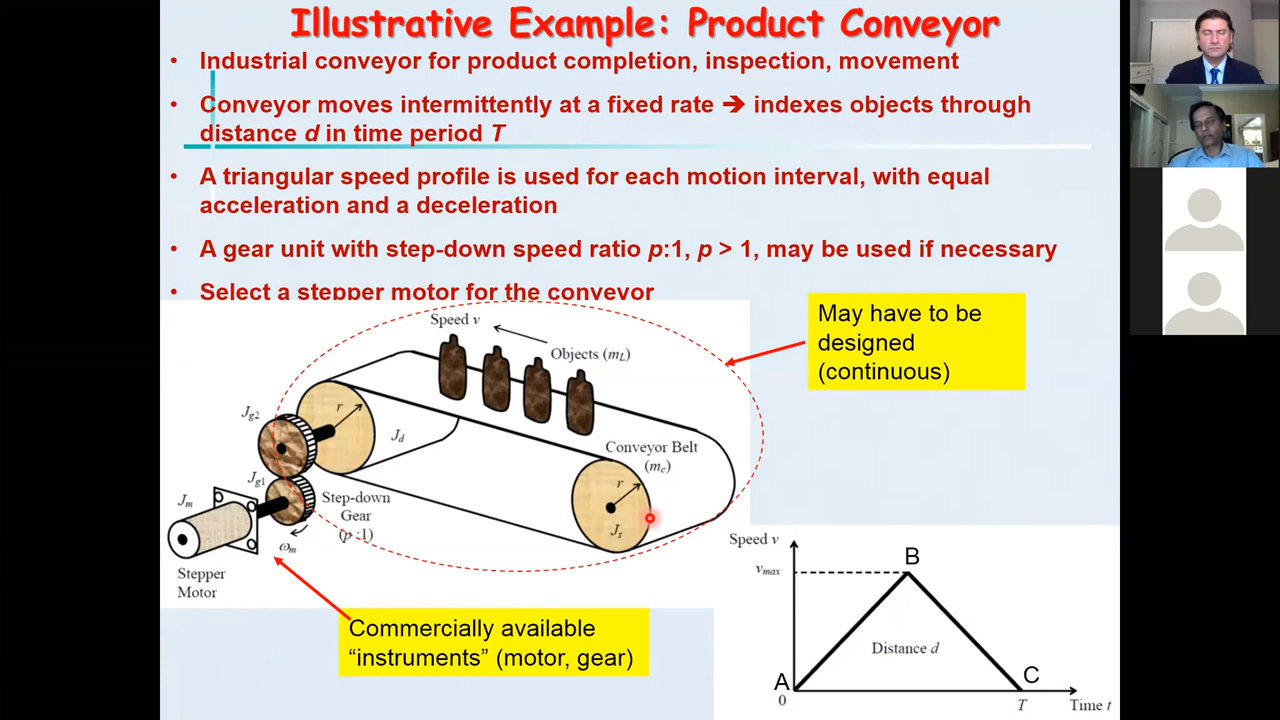 Illustrative Example: Product Conveyor
• Industrial conveyor for product completion, inspection, movement
• Conveyor moves intermittently at a fixed rate ➔ indexes objects through
distance d in time period T
• A triangular speed profile is used for each motion interval, with equal
acceleration and a deceleration
• A gear unit with step-down speed ratio p:1, p > 1, may be used if necessary
• Select a stepper motor for the conveyor
Speed v
Objects (mL)
May have to be
designed
(continuous)
Jg2
r
Jd
Conveyor Belt
(mc)
r
Js
Jg1
Step-down
Gear
(p :1)
Jm
ωm
Stepper
Motor
Commercially available
“instruments” (motor, gear)
Speed v
vmax
B
Distance d
A
0
C
T
Time t